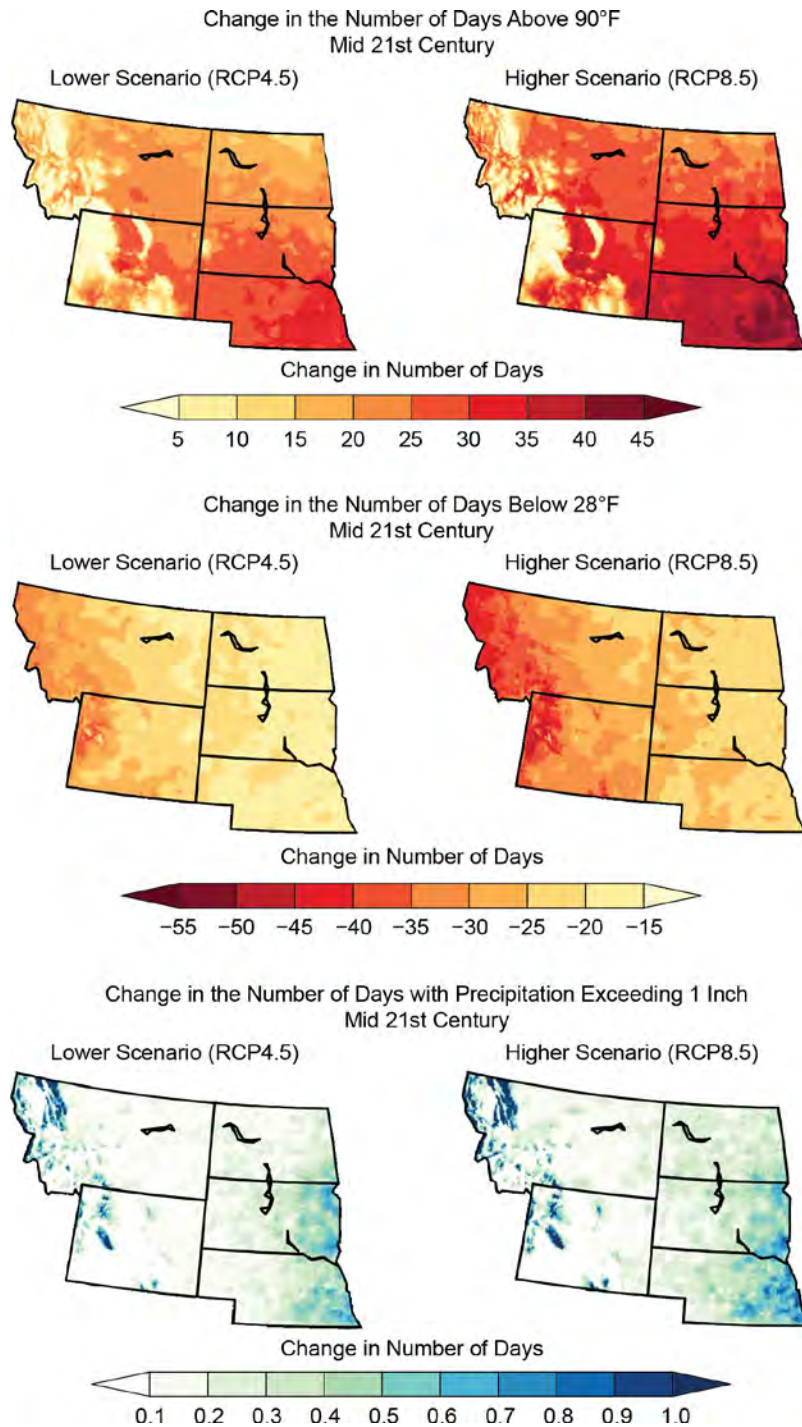 Change in the Number of Days Above 90°F
Mid 21st Century
Lower Scenario (RCP4.5) Higher Scenario (RCP8.5)
Change in Number of Days
5 10 15 20 25 30 35 40 45
Change in the Number of Days Below 28°F
Mid 21st Century
Lower Scenario (RCP4.5) Higher Scenario (RCP8.5)
Change in Number of Days
−55 −50 −45 −40 −35 −30 −25 −20 −15
Change in the Number of Days with Precipitation Exceeding 1 Inch
Mid 21st Century
Lower Scenario (RCP4.5) Higher Scenario (RCP8.5)
Change in Number of Days
0.1 0.2 0.3 0.4 0.5 0.6 0.7 0.8 0.9 1.0